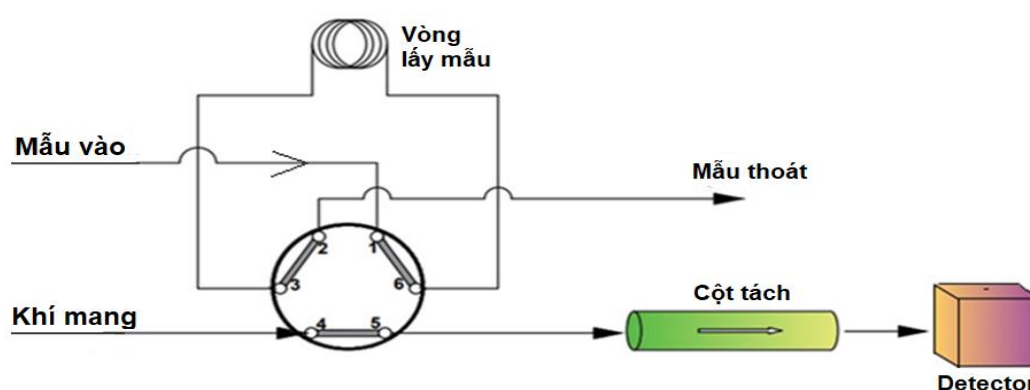 Vòng
lấy mẫu
Mẫu vào
Mẫu thoát
2
1
3
6
Khí mang
4
5
Cột tách
Detector